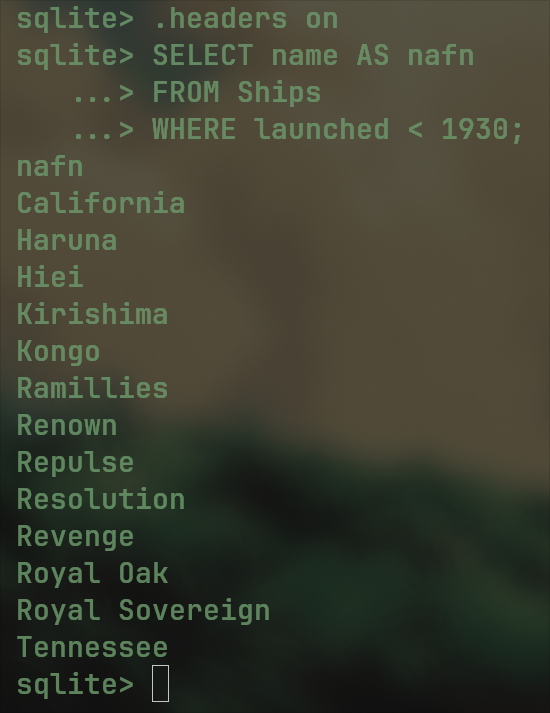 sqlite> .headers on
sqlite> SELECT name AS nafn
   ...> FROM Ships
   ...> WHERE launched < 1930;
nafn
California
Haruna
Hiei
Kirishima
Kongo
Ramillies
Renown
Repulse
Resolution
Revenge
Royal Oak
Royal Sovereign
Tennessee
sqlite>